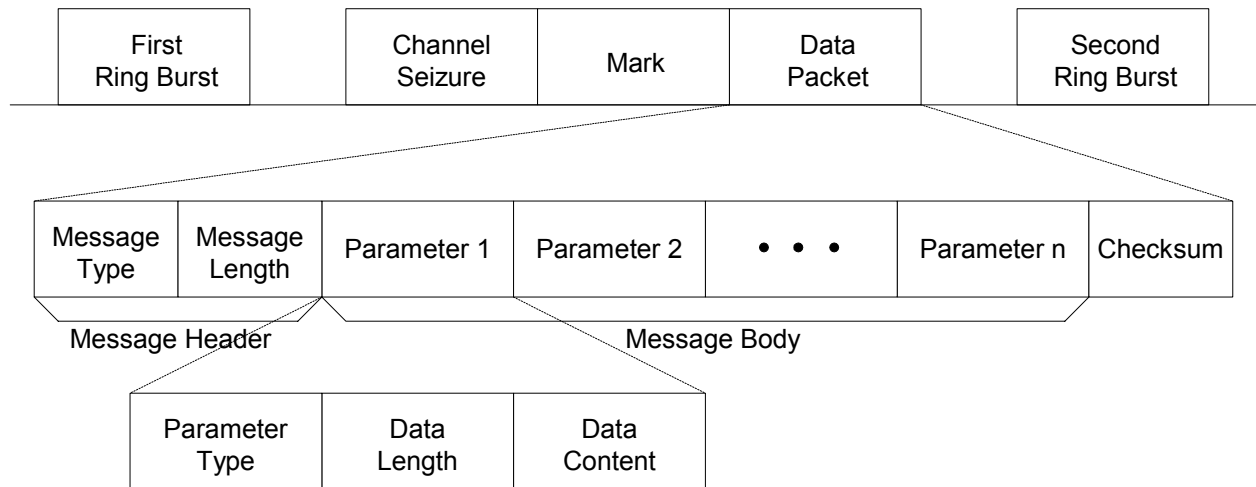 First
Ring Burst
Channel
Seizure
Mark
Data
Packet
Second
Ring Burst
Message
Type
Message
Length
Parameter 1
Parameter 2
• • •
Parameter n
Checksum
Message Header
Message Body
Parameter
Type
Data
Length
Data
Content